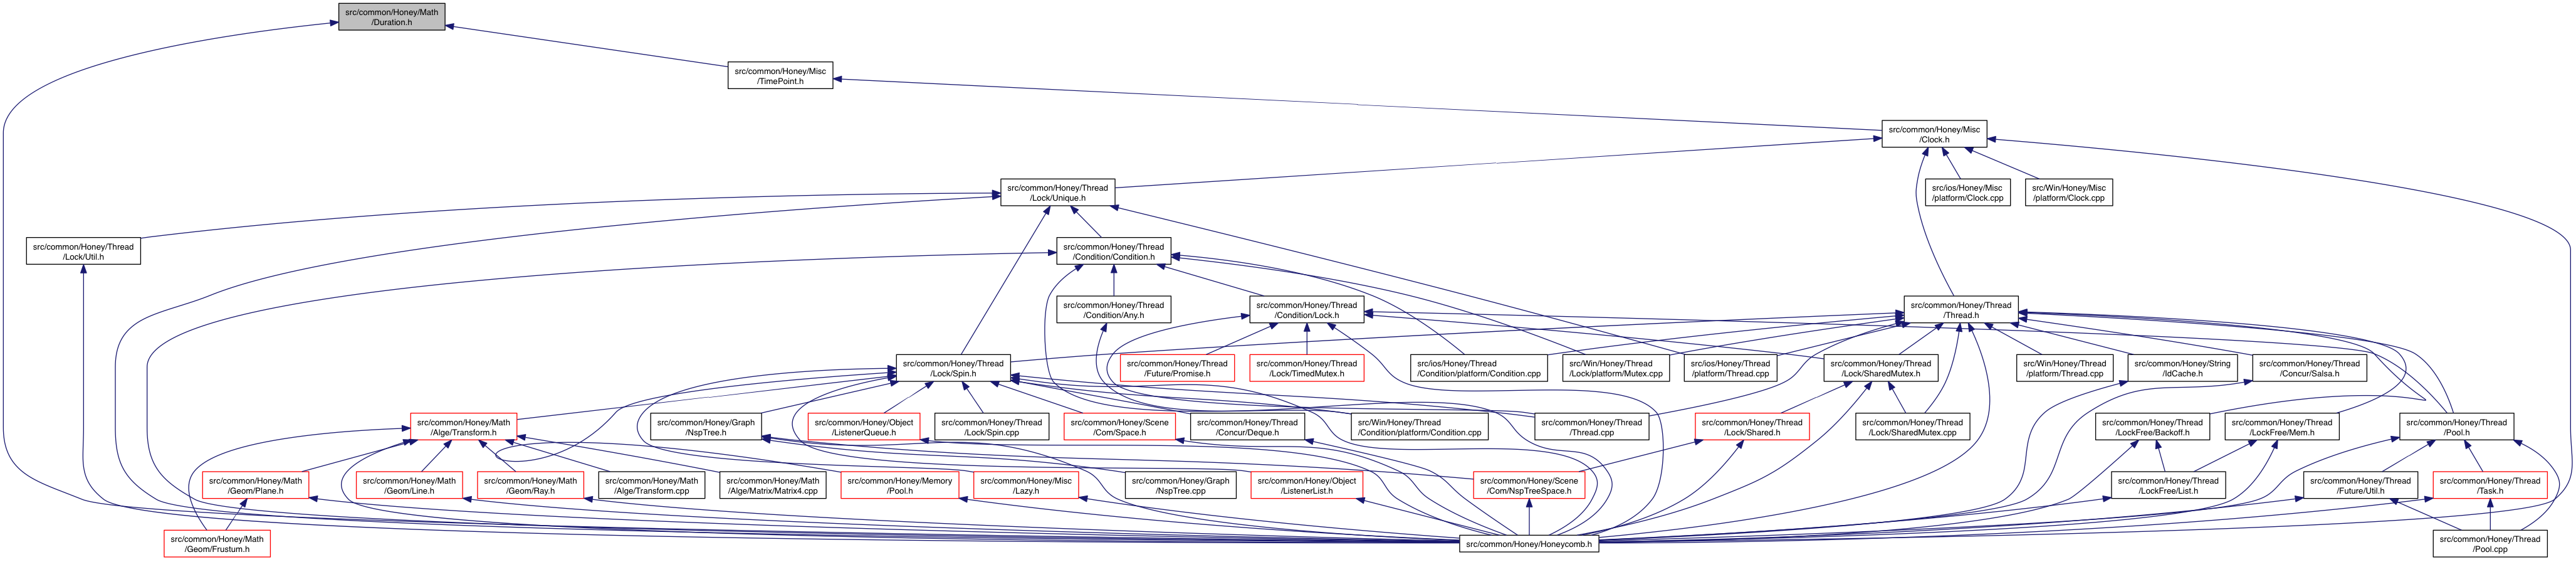 src/common/Honey/Math
/Duration.h
src/common/Honey/Misc
/TimePoint.h
src/common/Honey/Misc
/Clock.h
src/common/Honey/Thread
/Lock/Unique.h
src/ios/Honey/Misc
/platform/Clock.cpp
src/Win/Honey/Misc
/platform/Clock.cpp
src/common/Honey/Thread
/Lock/Util.h
src/common/Honey/Thread
/Condition/Condition.h
src/common/Honey/Thread
/Condition/Any.h
src/common/Honey/Thread
/Condition/Lock.h
src/common/Honey/Thread
/Thread.h
src/common/Honey/Thread
/Lock/Spin.h
src/common/Honey/Thread
/Future/Promise.h
src/common/Honey/Thread
/Lock/TimedMutex.h
src/ios/Honey/Thread
/Condition/platform/Condition.cpp
src/Win/Honey/Thread
/Lock/platform/Mutex.cpp
src/ios/Honey/Thread
/platform/Thread.cpp
src/common/Honey/Thread
/Lock/SharedMutex.h
src/Win/Honey/Thread
/platform/Thread.cpp
src/common/Honey/String
/IdCache.h
src/common/Honey/Thread
/Concur/Salsa.h
src/common/Honey/Math
/Alge/Transform.h
src/common/Honey/Graph
/NspTree.h
src/common/Honey/Object
/ListenerQueue.h
src/common/Honey/Thread
/Lock/Spin.cpp
src/common/Honey/Scene
/Com/Space.h
src/common/Honey/Thread
/Concur/Deque.h
src/Win/Honey/Thread
/Condition/platform/Condition.cpp
src/common/Honey/Thread
/Thread.cpp
src/common/Honey/Thread
/Lock/Shared.h
src/common/Honey/Thread
/Lock/SharedMutex.cpp
src/common/Honey/Thread
/LockFree/Backoff.h
src/common/Honey/Thread
/LockFree/Mem.h
src/common/Honey/Thread
/Pool.h
src/common/Honey/Math
/Geom/Plane.h
src/common/Honey/Math
/Geom/Line.h
src/common/Honey/Math
/Geom/Ray.h
src/common/Honey/Math
/Alge/Transform.cpp
src/common/Honey/Math
/Alge/Matrix/Matrix4.cpp
src/common/Honey/Memory
/Pool.h
src/common/Honey/Misc
/Lazy.h
src/common/Honey/Graph
/NspTree.cpp
src/common/Honey/Object
/ListenerList.h
src/common/Honey/Scene
/Com/NspTreeSpace.h
src/common/Honey/Thread
/LockFree/List.h
src/common/Honey/Thread
/Future/Util.h
src/common/Honey/Thread
/Task.h
src/common/Honey/Math
/Geom/Frustum.h
src/common/Honey/Honeycomb.h
src/common/Honey/Thread
/Pool.cpp